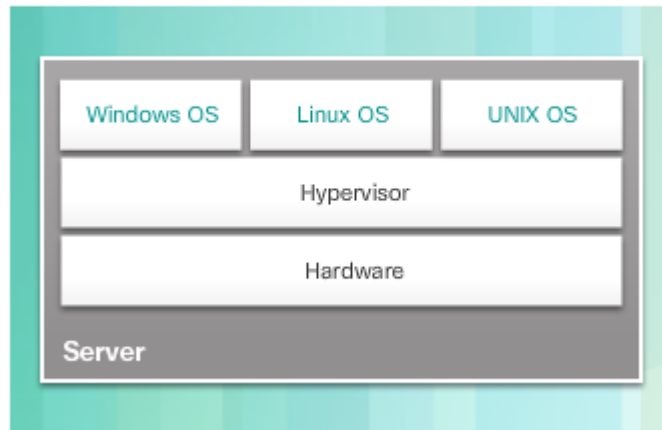 Windows OS Linux OS UNIX OS
Hypervisor
Hardware
Server